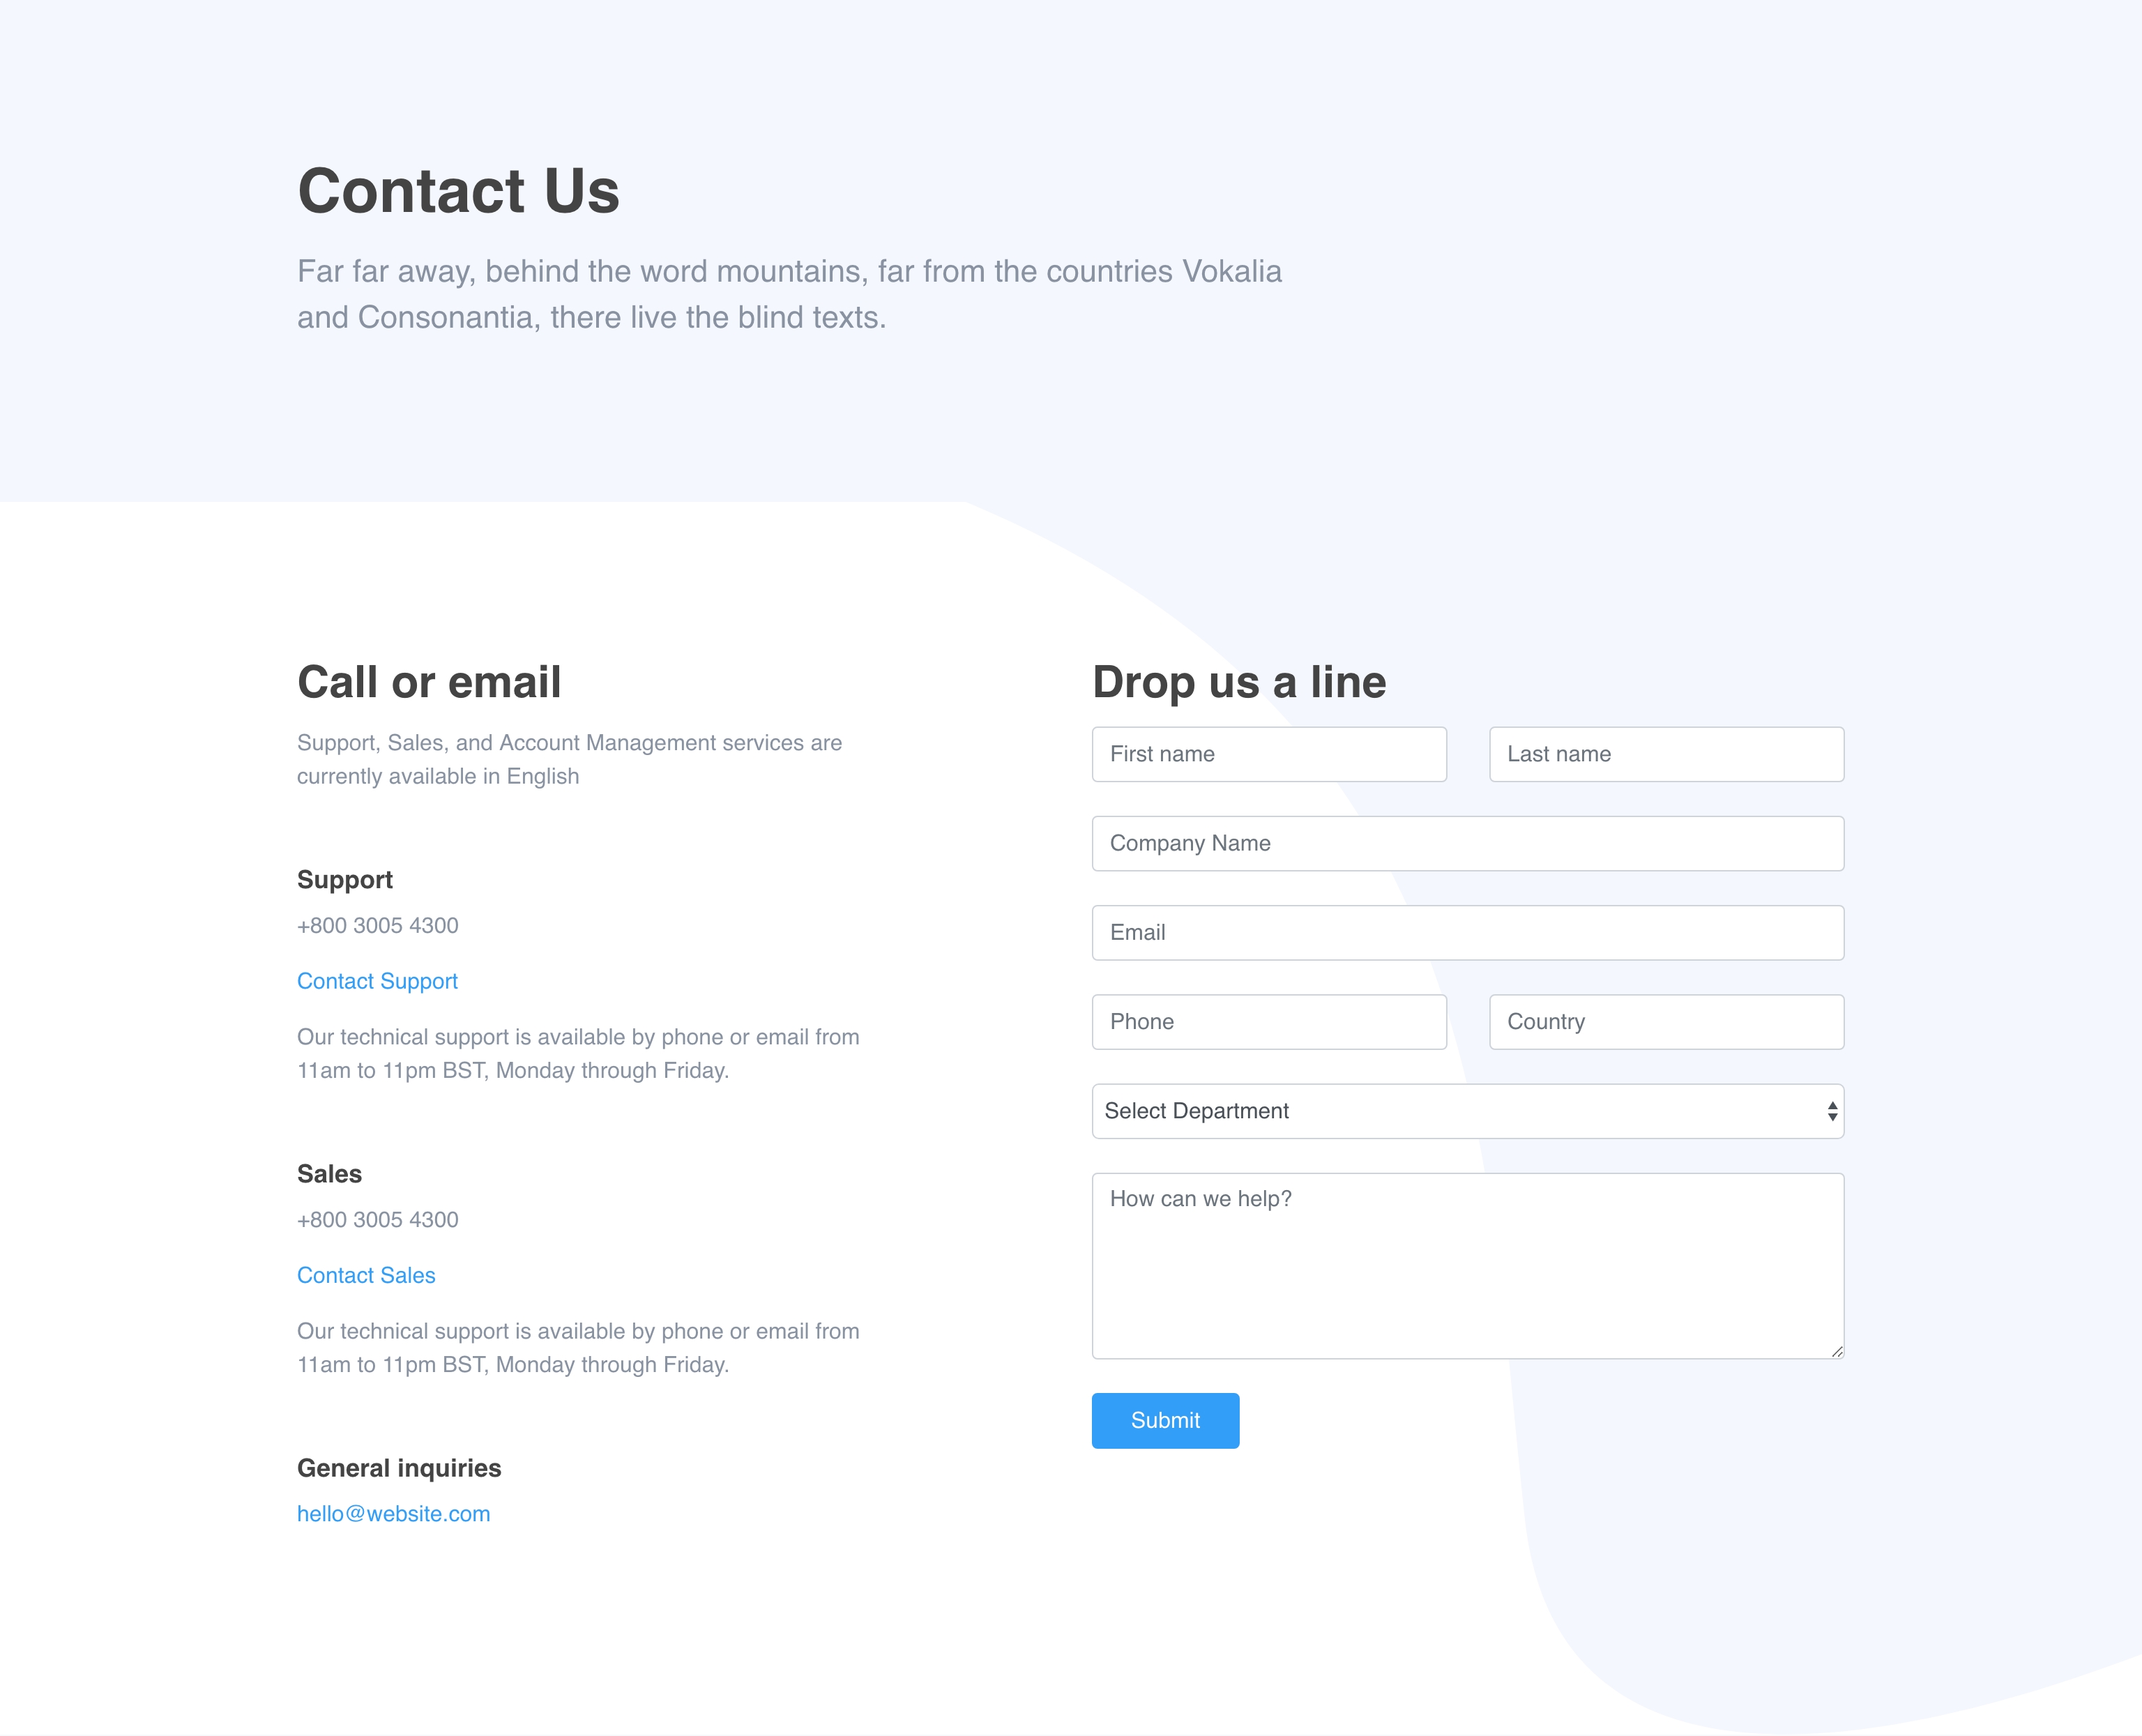 Contact Us
Far far away, behind the word mountains, far from the countries Vokalia
and Consonantia, there live the blind texts.
Call or email
Support, Sales, and Account Management services are
currently available in English
Support
+800 3005 4300
Contact Support
Our technical support is available by phone or email from
11am to 11pm BST, Monday through Friday.
Sales
+800 3005 4300
Contact Sales
Our technical support is available by phone or email from
11am to 11pm BST, Monday through Friday.
General inquiries
hello@website.com
Drop us a line
First name
Last name
Company Name
Email
Phone
Country
Select Department
How can we help?
Submit